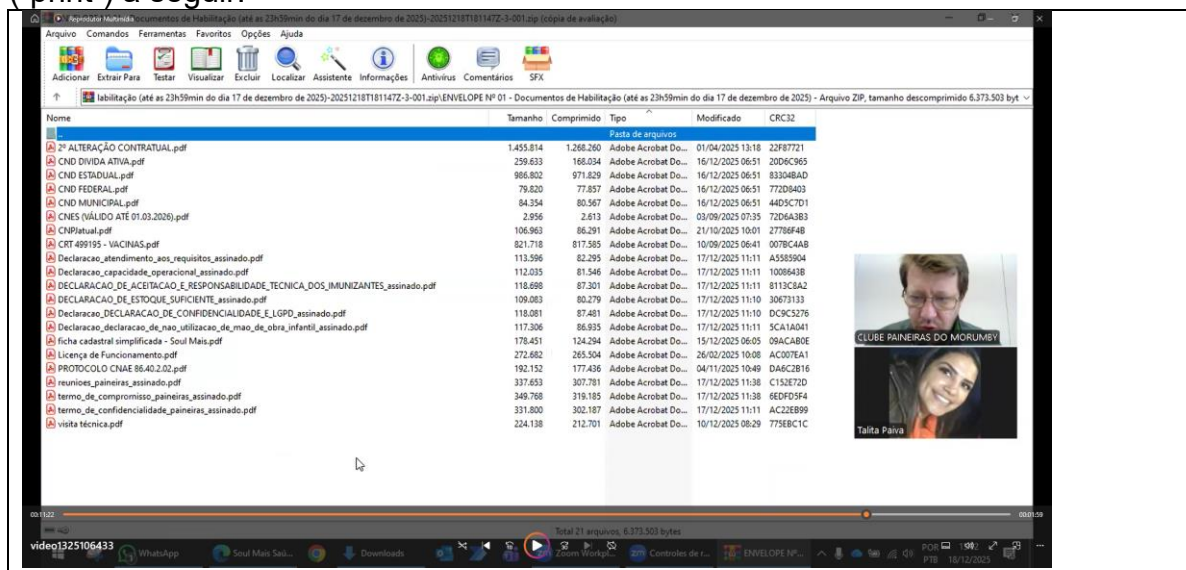 ("print") a seguir:
Reprodutor Multimídia
Documentos de Habilitação (até as 23h59min do dia 17 de dezembro de 2025)-20251218T181147Z-3-001.zip (cópia de avaliação)
Arquivo Comandos Ferramentas Favoritos Opções Ajuda
Adicionar Extrair Para Testar Visualizar Excluir Localizar Assistente Informações Antivírus Comentários SFX
labilitação (até as 23h59min do dia 17 de dezembro de 2025)-20251218T181147Z-3-001.zip\ENVELOPE Nº 01 - Documentos de Habilitação (até as 23h59min do dia 17 de dezembro de 2025) - Arquivo ZIP, tamanho descomprimido 6.373.503 byt
Nome Tamanho Comprimido Tipo Modificado CRC32
.. Pasta de arquivos
2º ALTERAÇÃO CONTRATUAL.pdf 1.455.814 1.268.260 Adobe Acrobat Do... 01/04/2025 13:18 22F87721
CND DIVIDA ATIVA.pdf 259.633 168.034 Adobe Acrobat Do... 16/12/2025 06:51 20D6C965
CND ESTADUAL.pdf 986.802 971.829 Adobe Acrobat Do... 16/12/2025 06:51 83304BAD
CND FEDERAL.pdf 79.820 77.857 Adobe Acrobat Do... 16/12/2025 06:51 772D8403
CND MUNICIPAL.pdf 84.354 80.567 Adobe Acrobat Do... 16/12/2025 06:51 44D5C7D1
CNES (VÁLIDO ATÉ 01.03.2026).pdf 2.956 2.613 Adobe Acrobat Do... 03/09/2025 07:35 72D6A3B3
CNPJatual.pdf 106.963 86.291 Adobe Acrobat Do... 21/10/2025 10:01 27786F4B
CRT 499195 - VACINAS.pdf 821.718 817.585 Adobe Acrobat Do... 10/09/2025 06:41 007BC4AB
Declaracao_atendimento_aos_requisitos_assinado.pdf 113.596 82.295 Adobe Acrobat Do... 17/12/2025 11:11 A5585904
Declaracao_capacidade_operacional_assinado.pdf 112.035 81.546 Adobe Acrobat Do... 17/12/2025 11:11 1008643B
DECLARACAO_DE_ACEITACAO_E_RESPONSABILIDADE_TECNICA_DOS_IMUNIZANTES_assinado.pdf 118.698 87.301 Adobe Acrobat Do... 17/12/2025 11:11 8113C8A2
DECLARACAO_DE_ESTOQUE_SUFICIENTE_assinado.pdf 109.083 80.279 Adobe Acrobat Do... 17/12/2025 11:10 30673133
Declaracao_DECLARACAO_DE_CONFIDENCIALIDADE_E_LGPD_assinado.pdf 118.081 87.481 Adobe Acrobat Do... 17/12/2025 11:10 DC9C5276
Declaracao_declaracao_de_nao_utilizacao_de_mao_de_obra_infantil_assinado.pdf 117.306 86.935 Adobe Acrobat Do... 17/12/2025 11:11 5CA1A041
ficha cadastral simplificada - Soul Mais.pdf 178.451 124.294 Adobe Acrobat Do... 15/12/2025 06:05 09ACAB0E
Licença de Funcionamento.pdf 272.682 265.504 Adobe Acrobat Do... 26/02/2025 10:08 AC007EA1
PROTOCOLO CNAE 86.40.2.02.pdf 192.152 177.436 Adobe Acrobat Do... 04/11/2025 10:49 DA6C2B16
reunioes_paineiras_assinado.pdf 337.653 307.781 Adobe Acrobat Do... 17/12/2025 11:38 C152E72D
termo_de_compromisso_paineiras_assinado.pdf 349.768 319.185 Adobe Acrobat Do... 17/12/2025 11:38 6EDFD5F4
termo_de_confidencialidade_paineiras_assinado.pdf 331.800 302.187 Adobe Acrobat Do... 17/12/2025 11:11 AC22EB99
visita técnica.pdf 224.138 212.701 Adobe Acrobat Do... 10/12/2025 08:29 775EBC1C
CLUBE PAINEIRAS DO MORUMBY
Talita Paiva
00:11:22 00:01:59
Total 21 arquivos, 6.373.503 bytes
video1325106433
WhatsApp Soul Mais Saú... Downloads Zoom Workpl... Controles de r... ENVELOPE Nº... POR
PTB 18/12/2025